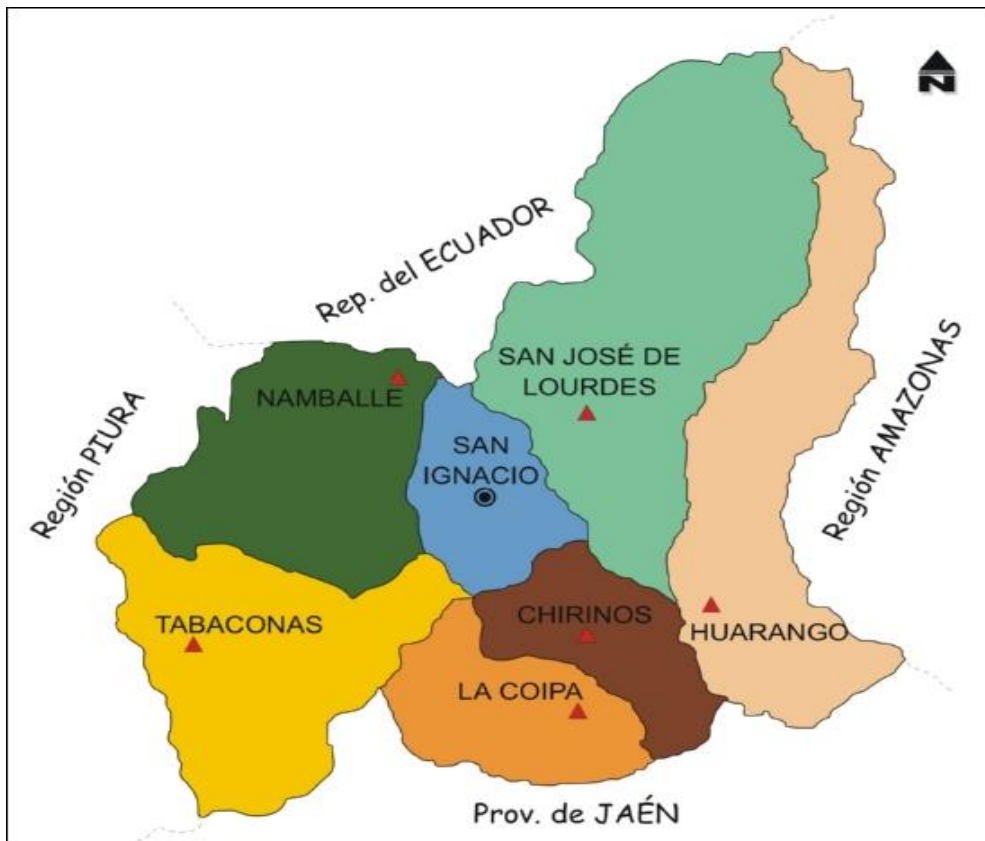 N
Rep. del ECUADOR
SAN JOSÉ DE
LOURDES
NAMBALLE
Región PIURA
Región AMAZONAS
SAN
IGNACIO
TABACONAS
CHIRINOS
HUARANGO
LA COIPA
Prov. de JAÉN